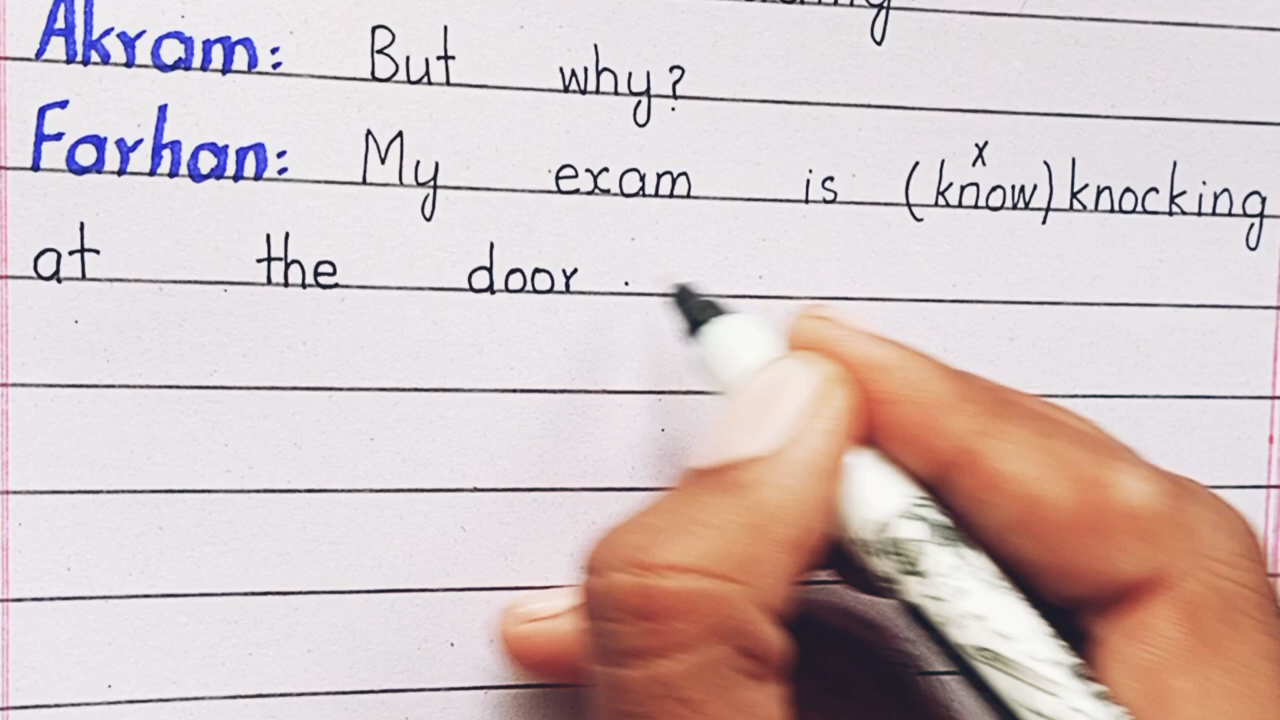 Akram: But why?
Farhan: My exam is (know) knocking
at the door.